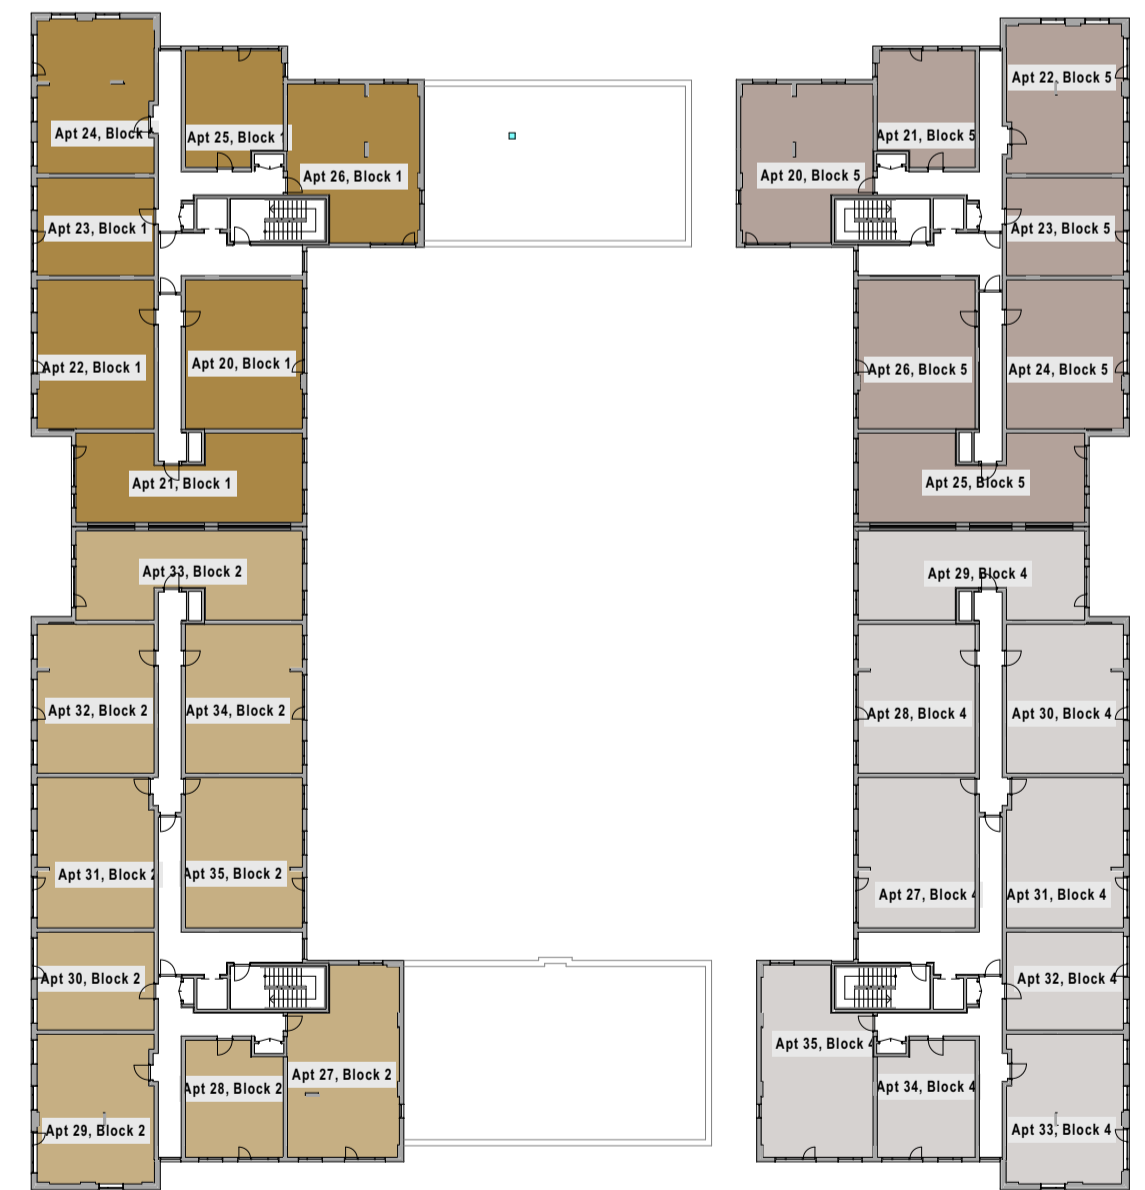 Apt 22, Block 5
Apt 24, Block
Apt 25, Block 1
Apt 21, Block 5
Apt 26, Block 1
Apt 20, Block 5
Apt 23, Block 1
Apt 23, Block 5
Apt 22, Block 1
Apt 20, Block 1
Apt 26, Block 5
Apt 24, Block 5
Apt 21, Block 1
Apt 25, Block 5
Apt 33, Block 2
Apt 29, Block 4
Apt 32, Block 2
Apt 34, Block 2
Apt 28, Block 4
Apt 30, Block 4
Apt 31, Block 2
Apt 35, Block 2
Apt 27, Block 4
Apt 31, Block 4
Apt 30, Block 2
Apt 32, Block 4
Apt 35, Block 4
Apt 28, Block 2
Apt 27, Block 2
Apt 34, Block 4
Apt 29, Block 2
Apt 33, Block 4